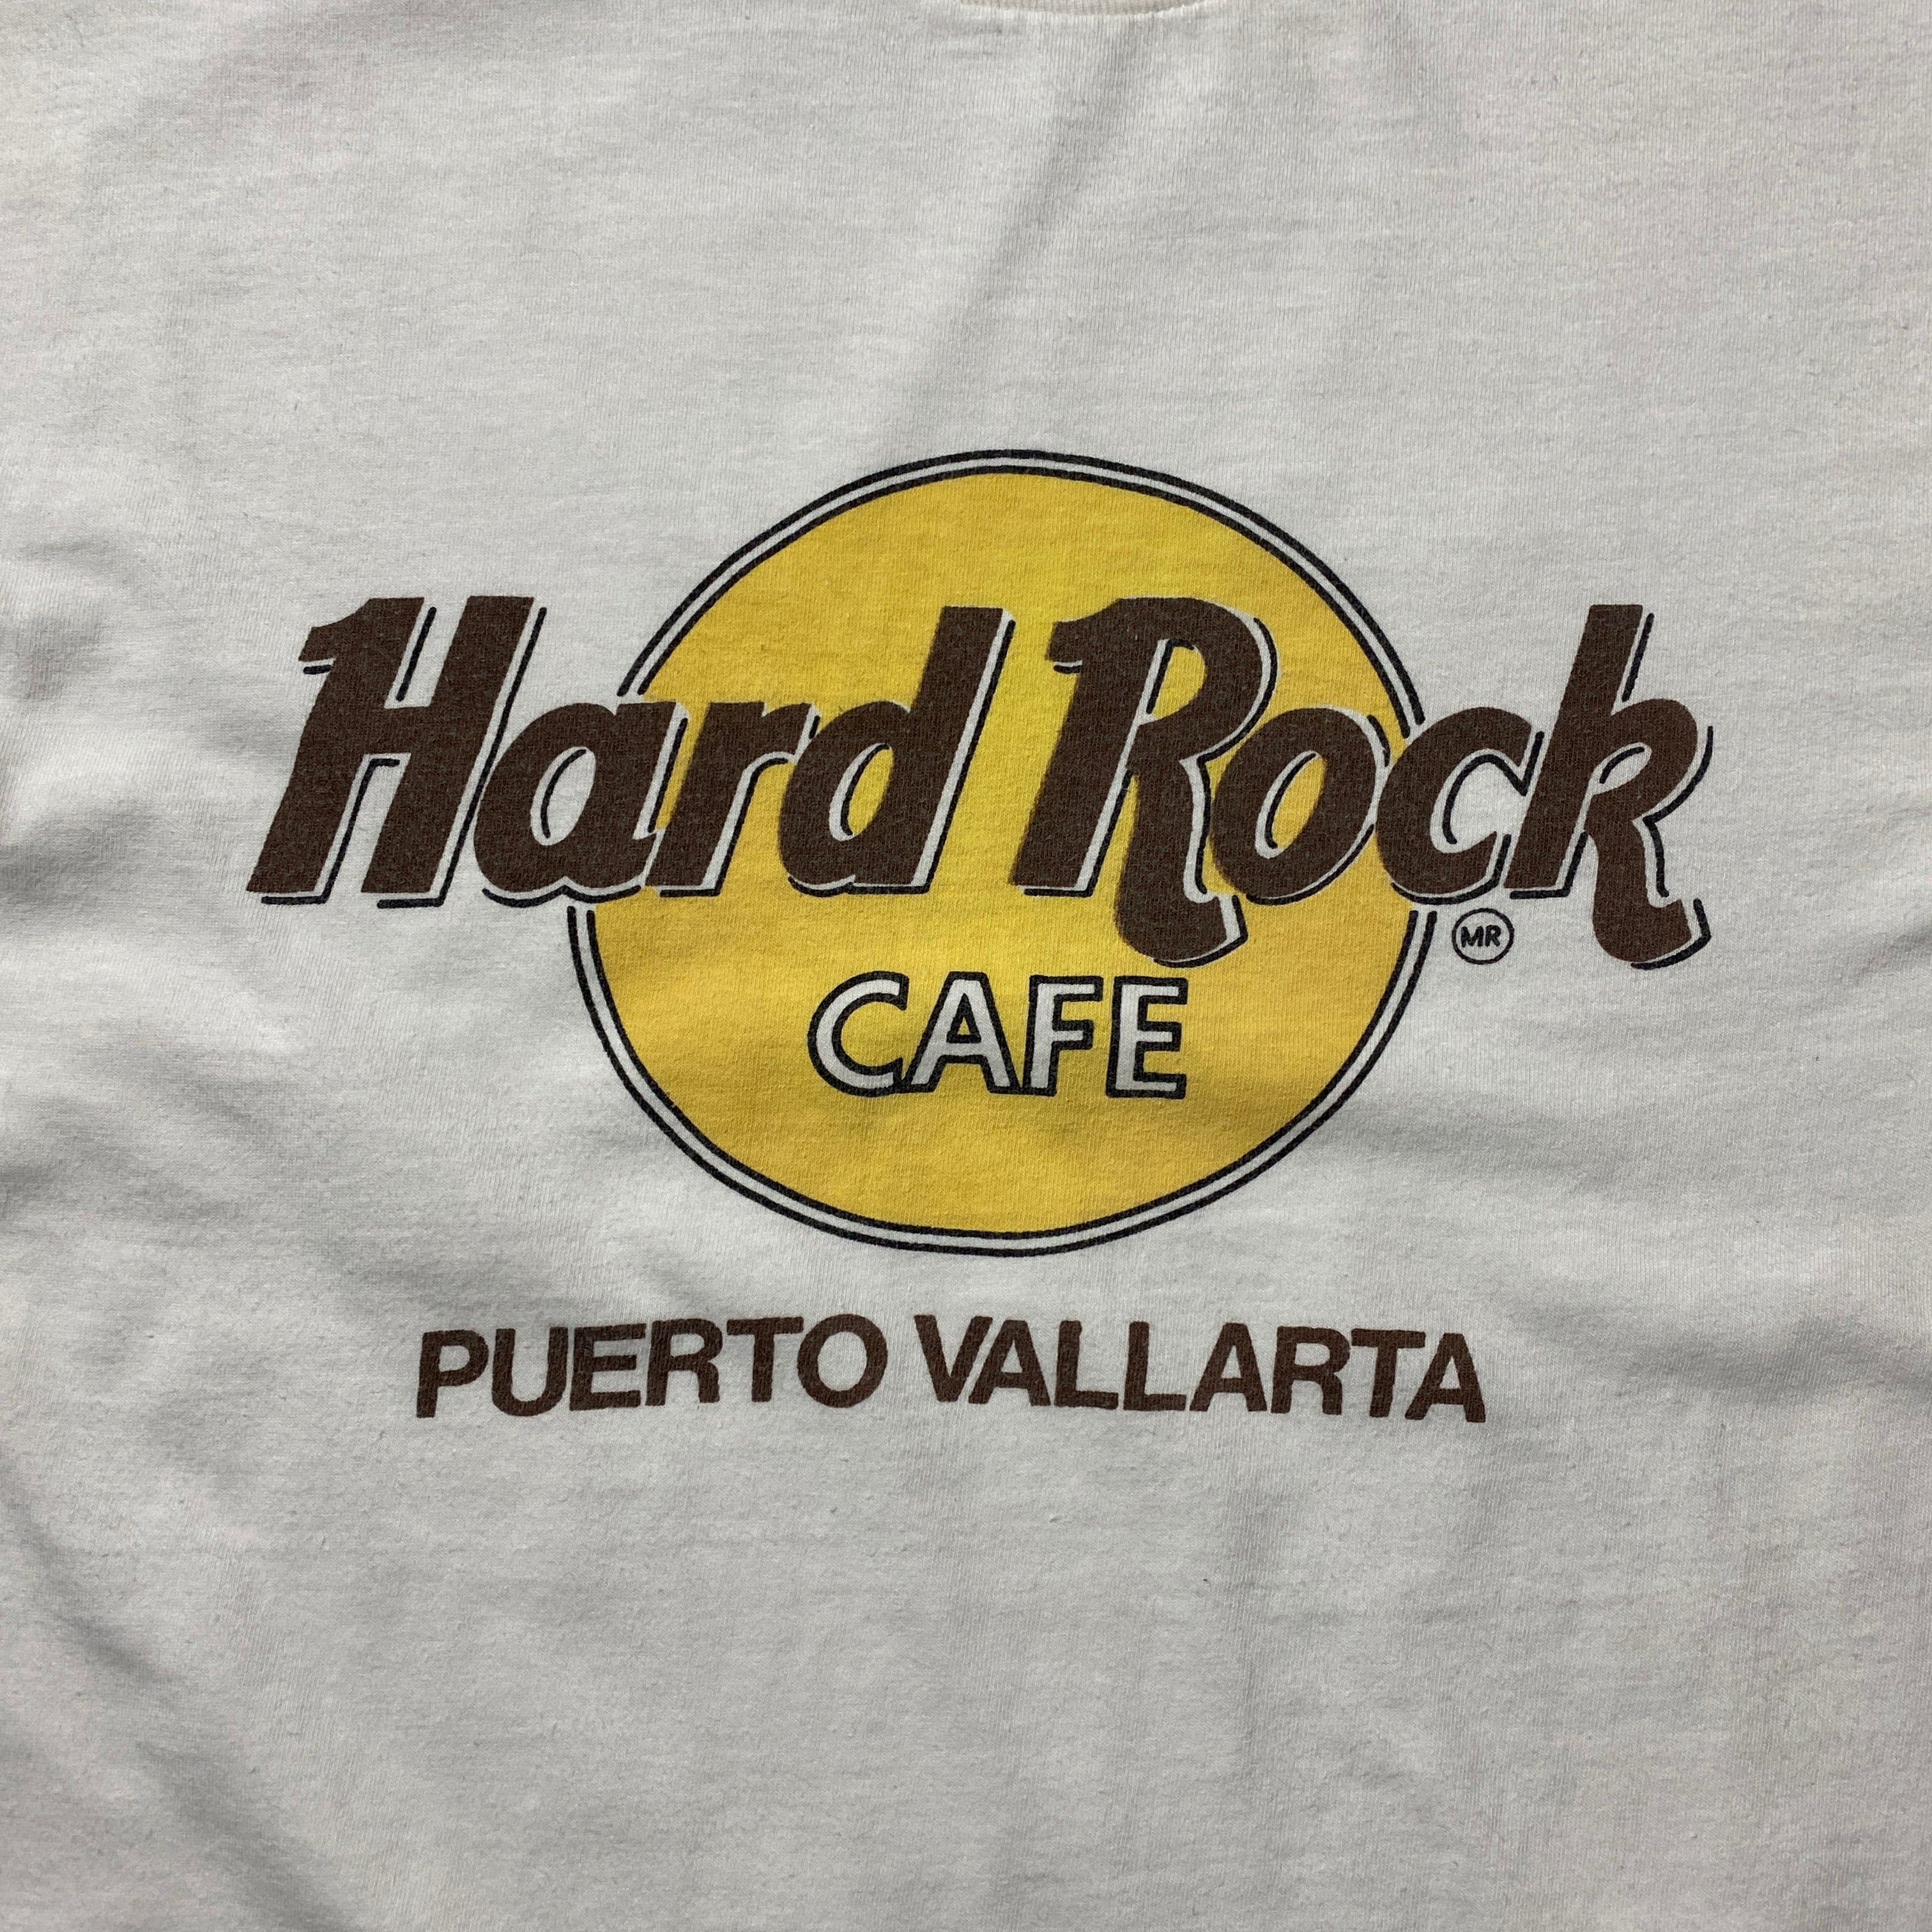 Hard Rock
MR
CAFE
PUERTO VALLARTA